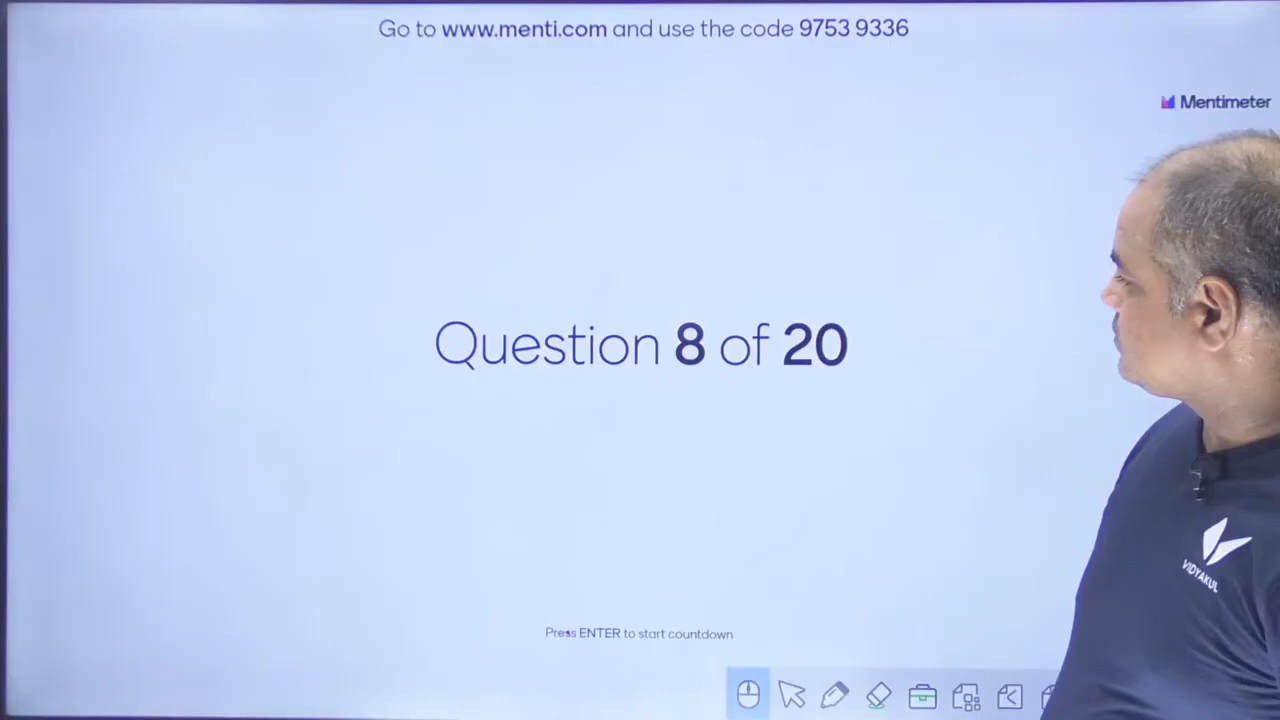 Go to www.menti.com and use the code 9753 9336
Mentimeter
Question 8 of 20
VIDYAKUL
Press ENTER to start countdown